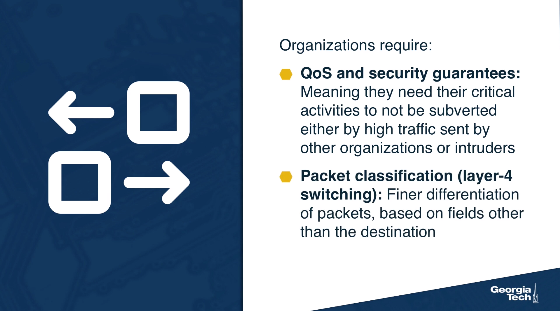 Organizations require:
QoS and security guarantees:
Meaning they need their critical
activities to not be subverted
either by high traffic sent by
other organizations or intruders
Packet classification (layer-4
switching): Finer differentiation
of packets, based on fields other
than the destination
Georgia
Tech